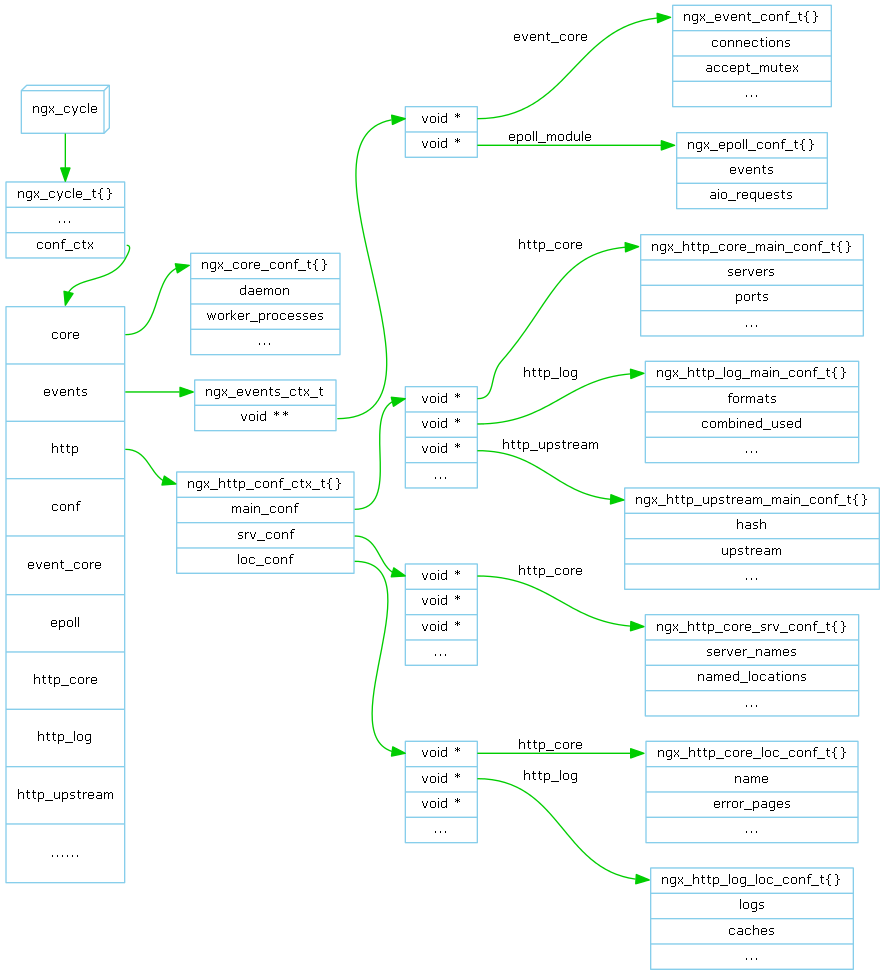 ngx_cycle
ngx_cycle_t{}
...
conf_ctx
core
events
http
conf
event_core
epoll
http_core
http_log
http_upstream
......
ngx_core_conf_t{}
daemon
worker_processes
...
ngx_events_ctx_t
void **
ngx_http_conf_ctx_t{}
main_conf
srv_conf
loc_conf
void *
void *
event_core
epoll_module
ngx_event_conf_t{}
connections
accept_mutex
...
ngx_epoll_conf_t{}
events
aio_requests
void *
void *
void *
...
http_core
http_log
http_upstream
ngx_http_core_main_conf_t{}
servers
ports
...
ngx_http_log_main_conf_t{}
formats
combined_used
...
ngx_http_upstream_main_conf_t{}
hash
upstream
...
void *
void *
void *
...
http_core
ngx_http_core_srv_conf_t{}
server_names
named_locations
...
void *
void *
void *
...
http_core
http_log
ngx_http_core_loc_conf_t{}
name
error_pages
...
ngx_http_log_loc_conf_t{}
logs
caches
...